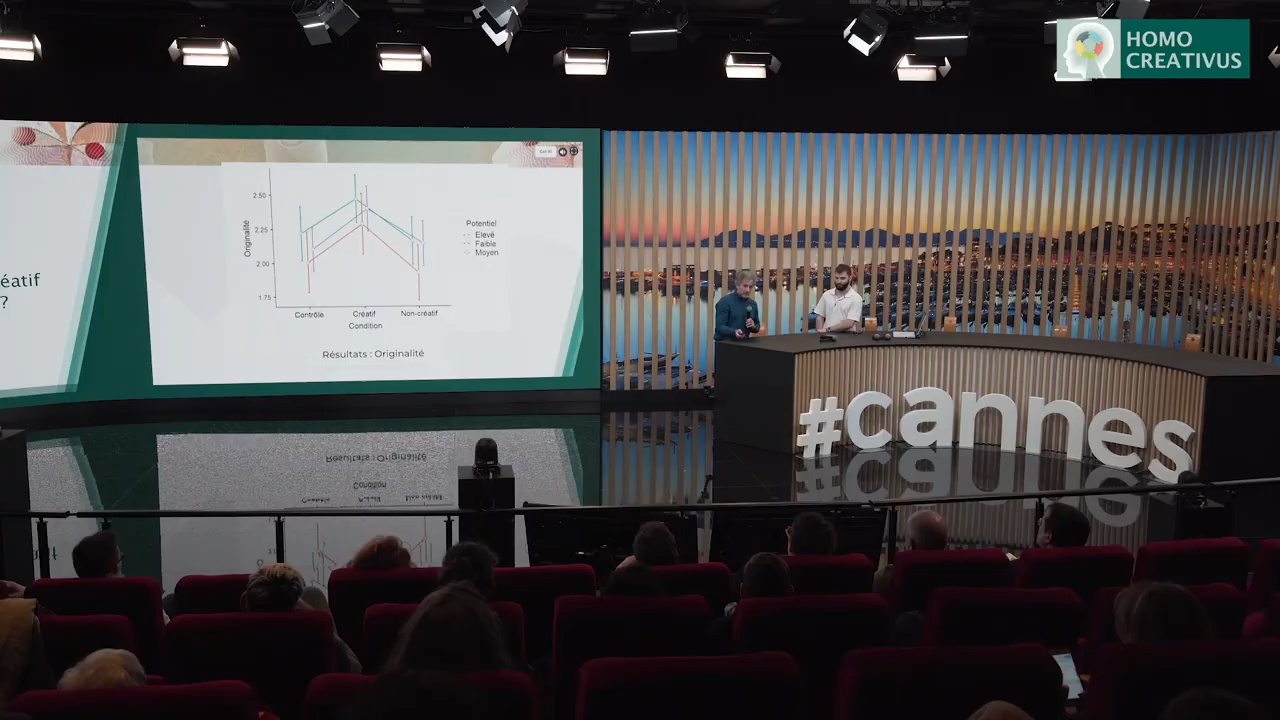 HOMO
CREATIVUS
éatif
?
2.50
2.25
2.00
1.75
Originalité
Potentiel
Elevé
Faible
Moyen
Contrôle
Créatif
Non-créatif
Condition
Résultats : Originalité
#cannes